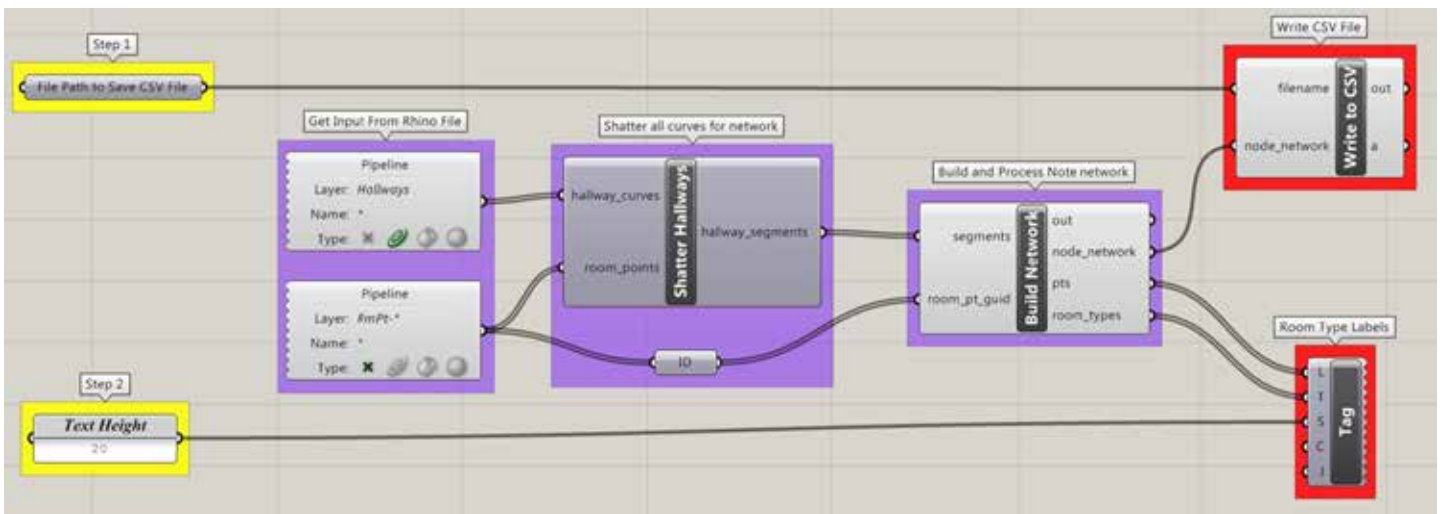 Step 1
File Path to Save CSV File
Get Input From Rhino File
Pipeline
Layer: Hallways
Name: *
Type:
Pipeline
Layer: RmPt-*
Name: *
Type:
Step 2
Text Height
20
Shatter all curves for network
hallway_curves
room_points
Shatter Hallways
hallway_segments
ID
Build and Process Note network
segments
room_pt_guid
Build Network
out
node_network
pts
room_types
Write CSV File
filename
node_network
Write to CSV
out
a
Room Type Labels
L
T
S
C
J
Tag